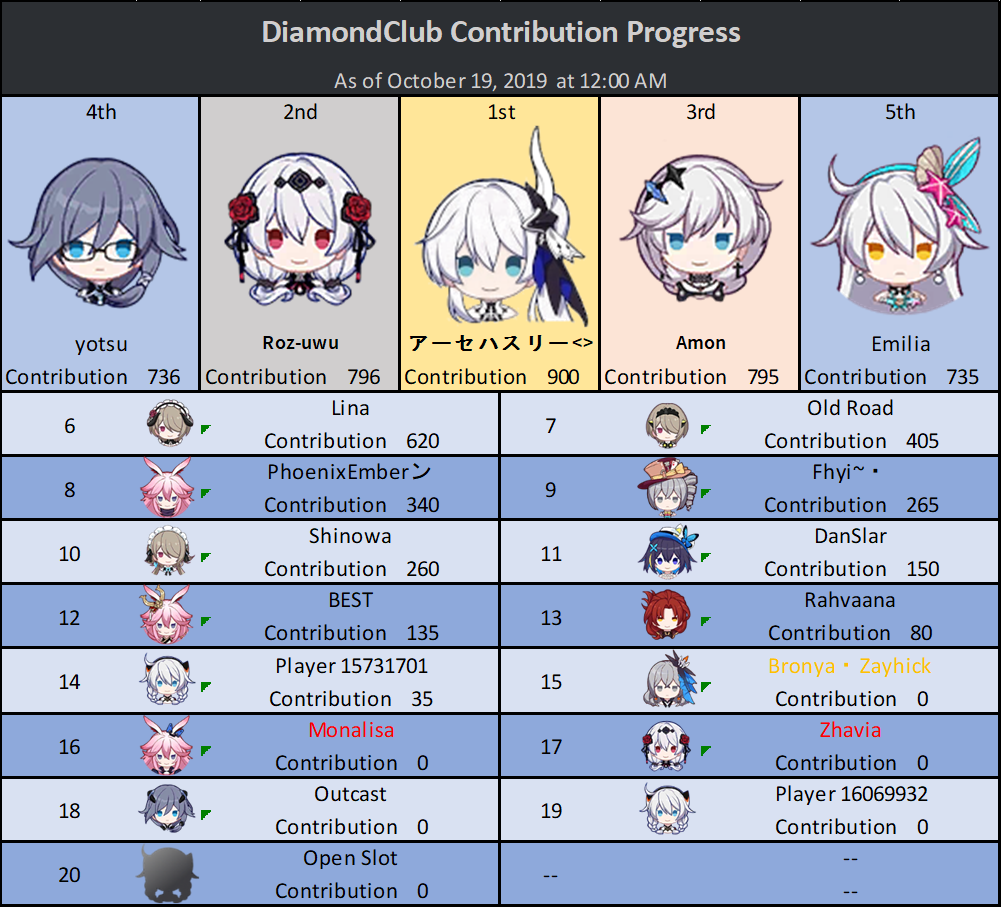 DiamondClub Contribution Progress
As of October 19, 2019 at 12:00 AM
4th
2nd
1st
3rd
5th
yotsu
Roz-uwu
アーセハスリー<>
Amon
Emilia
Contribution 736
Contribution 796
Contribution 900
Contribution 795
Contribution 735
6
Lina
Contribution 620
7
Old Road
Contribution 405
8
PhoenixEmberン
Contribution 340
9
Fhyi~・
Contribution 265
10
Shinowa
Contribution 260
11
DanSlar
Contribution 150
12
BEST
Contribution 135
13
Rahvaana
Contribution 80
14
Player 15731701
Contribution 35
15
Bronya・ Zayhick
Contribution 0
16
Monalisa
Contribution 0
17
Zhavia
Contribution 0
18
Outcast
Contribution 0
19
Player 16069932
Contribution 0
20
Open Slot
Contribution 0
--
--
--